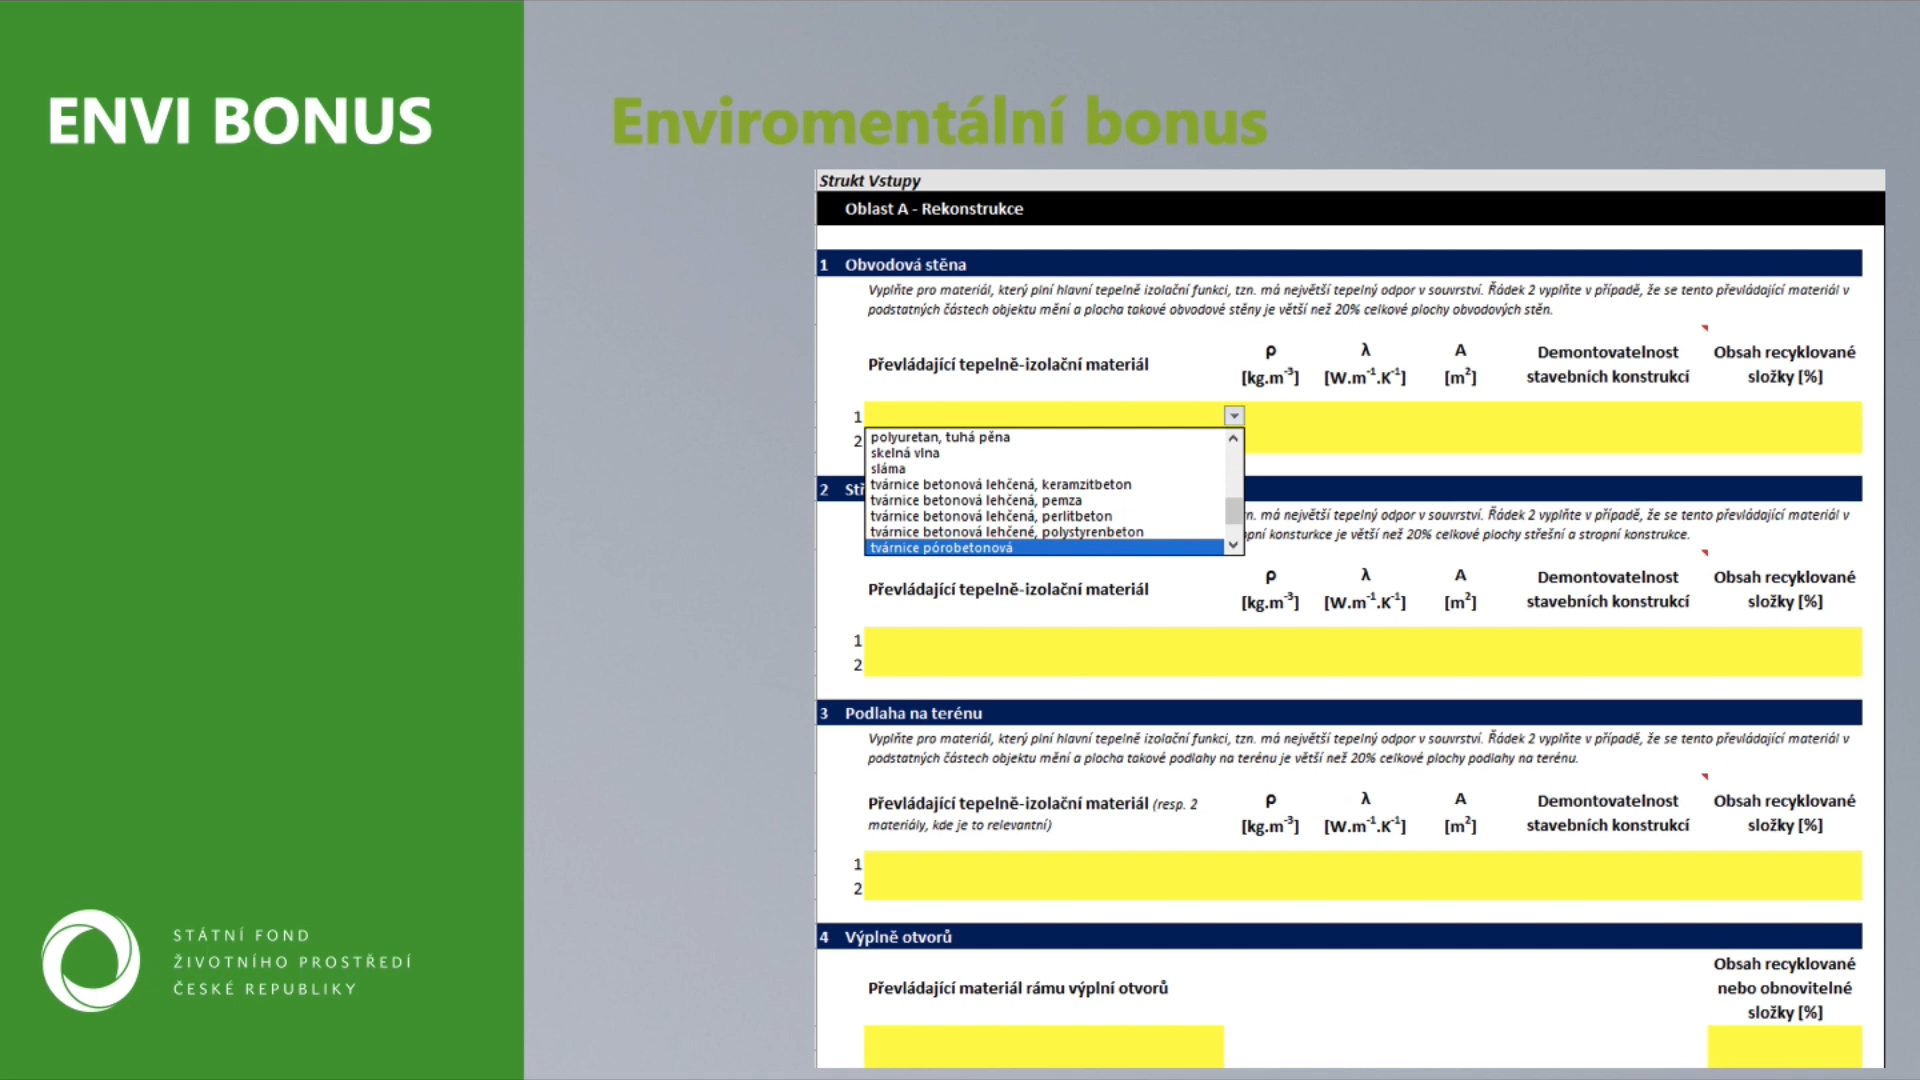 ENVI BONUS
Enviromentální bonus
Strukt Vstupy
Oblast A - Rekonstrukce
1 Obvodová stěna
Vyplňte pro materiál, který plní hlavní tepelně izolační funkci, tzn. má největší tepelný odpor v souvrství. Řádek 2 vyplňte v případě, že se tento převládající materiál v
podstatných částech objektu mění a plocha takové obvodové stěny je větší než 20% celkové plochy obvodových stěn.
Převládající tepelně-izolační materiál
ρ
[kg.m⁻³]
λ
[W.m⁻¹.K⁻¹]
A
[m²]
Demontovatelnost
stavebních konstrukcí
Obsah recyklované
složky [%]
1
2
polyuretan, tuhá pěna
skelná vlna
sláma
tvárnice betonová lehčená, keramzitbeton
tvárnice betonová lehčená, pemza
tvárnice betonová lehčená, perlitbeton
tvárnice betonová lehčené, polystyrenbeton
tvárnice pórobetonová
2 Stř
má největší tepelný odpor v souvrství. Řádek 2 vyplňte v případě, že se tento převládající materiál v
konsturkce je větší než 20% celkové plochy střešní a stropní konstrukce.
Převládající tepelně-izolační materiál
ρ
[kg.m⁻³]
λ
[W.m⁻¹.K⁻¹]
A
[m²]
Demontovatelnost
stavebních konstrukcí
Obsah recyklované
složky [%]
1
2
3 Podlaha na terénu
Vyplňte pro materiál, který plní hlavní tepelně izolační funkci, tzn. má největší tepelný odpor v souvrství. Řádek 2 vyplňte v případě, že se tento převládající materiál v
podstatných částech objektu mění a plocha takové podlahy na terénu je větší než 20% celkové plochy podlahy na terénu.
Převládající tepelně-izolační materiál (resp. 2
materiály, kde je to relevantní)
ρ
[kg.m⁻³]
λ
[W.m⁻¹.K⁻¹]
A
[m²]
Demontovatelnost
stavebních konstrukcí
Obsah recyklované
složky [%]
1
2
4 Výplně otvorů
Převládající materiál rámu výplní otvorů
Obsah recyklované
nebo obnovitelné
složky [%]
STÁTNÍ FOND
ŽIVOTNÍHO PROSTŘEDÍ
ČESKÉ REPUBLIKY